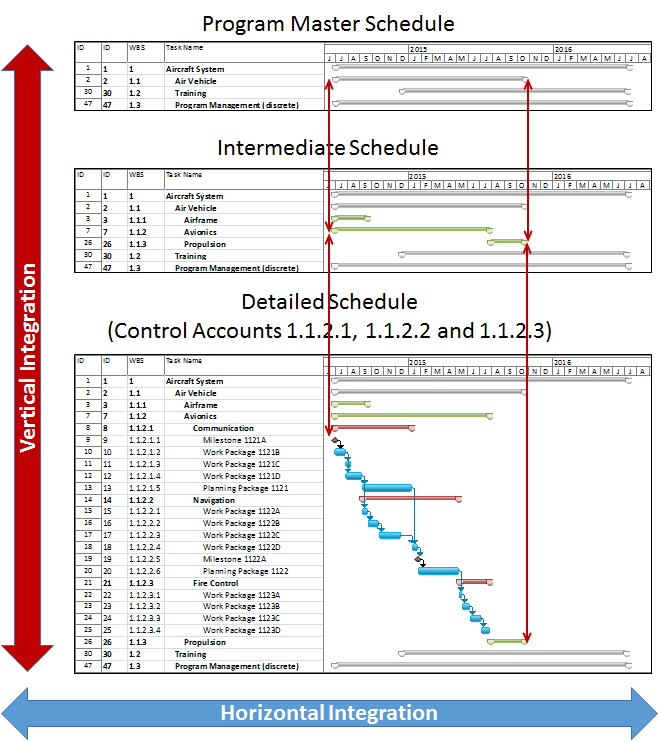 Program Master Schedule
ID ID WBS Task Name 2015 2016
J J A S O N D J F M A M J J A S O N D J F M A M J J A
1 1 1 Aircraft System
2 2 1.1 Air Vehicle
30 30 1.2 Training
47 47 1.3 Program Management (discrete)
Intermediate Schedule
ID ID WBS Task Name 2015 2016
J J A S O N D J F M A M J J A S O N D J F M A M J J A
1 1 1 Aircraft System
2 2 1.1 Air Vehicle
3 3 1.1.1 Airframe
7 7 1.1.2 Avionics
26 26 1.1.3 Propulsion
30 30 1.2 Training
47 47 1.3 Program Management (discrete)
Detailed Schedule
(Control Accounts 1.1.2.1, 1.1.2.2 and 1.1.2.3)
ID ID WBS Task Name 2015 2016
J J A S O N D J F M A M J J A S O N D J F M A M J J A
1 1 1 Aircraft System
2 2 1.1 Air Vehicle
3 3 1.1.1 Airframe
7 7 1.1.2 Avionics
8 8 1.1.2.1 Communication
9 9 1.1.2.1.1 Milestone 1121A
10 10 1.1.2.1.2 Work Package 1121B
11 11 1.1.2.1.3 Work Package 1121C
12 12 1.1.2.1.4 Work Package 1121D
13 13 1.1.2.1.5 Planning Package 1121
14 14 1.1.2.2 Navigation
15 15 1.1.2.2.1 Work Package 1122A
16 16 1.1.2.2.2 Work Package 1122B
17 17 1.1.2.2.3 Work Package 1122C
18 18 1.1.2.2.4 Work Package 1122D
19 19 1.1.2.2.5 Milestone 1122A
20 20 1.1.2.2.6 Planning Package 1122
21 21 1.1.2.3 Fire Control
22 22 1.1.2.3.1 Work Package 1123A
23 23 1.1.2.3.2 Work Package 1123B
24 24 1.1.2.3.3 Work Package 1123C
25 25 1.1.2.3.4 Work Package 1123D
26 26 1.1.3 Propulsion
30 30 1.2 Training
47 47 1.3 Program Management (discrete)
Vertical Integration
Horizontal Integration